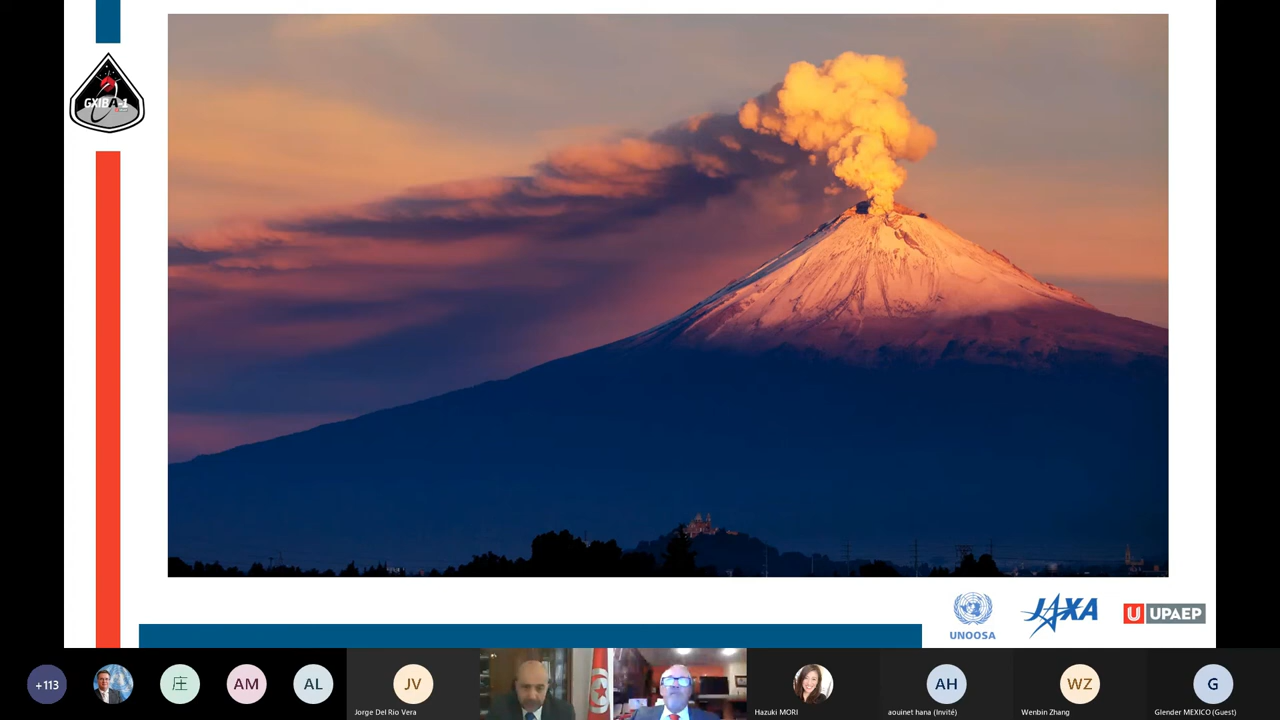 GXIBA-1
UNOOSA
JAXA
U UPAEP
+113
庄
AM
AL
JV
Jorge Del Rio Vera
Hazuki MORI
AH
aouinet hana (Invité)
WZ
Wenbin Zhang
G
Glender MEXICO (Guest)